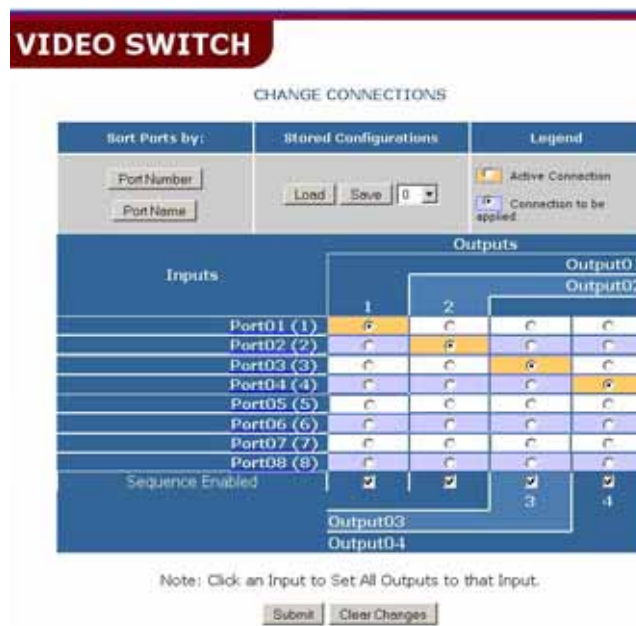 VIDEO SWITCH
CHANGE CONNECTIONS
Sort Ports by: Stored Configurations Legend
Port Number
Port Name
Load Save 0
Active Connection
Connection to be
applied
Outputs
Output0
Output02
Inputs
1 2
Port01 (1)
Port02 (2)
Port03 (3)
Port04 (4)
Port05 (5)
Port06 (6)
Port07 (7)
Port08 (8)
Sequence Enabled
3 4
Output03
Output04
Note: Click an Input to Set All Outputs to that Input.
Submit Clear Changes